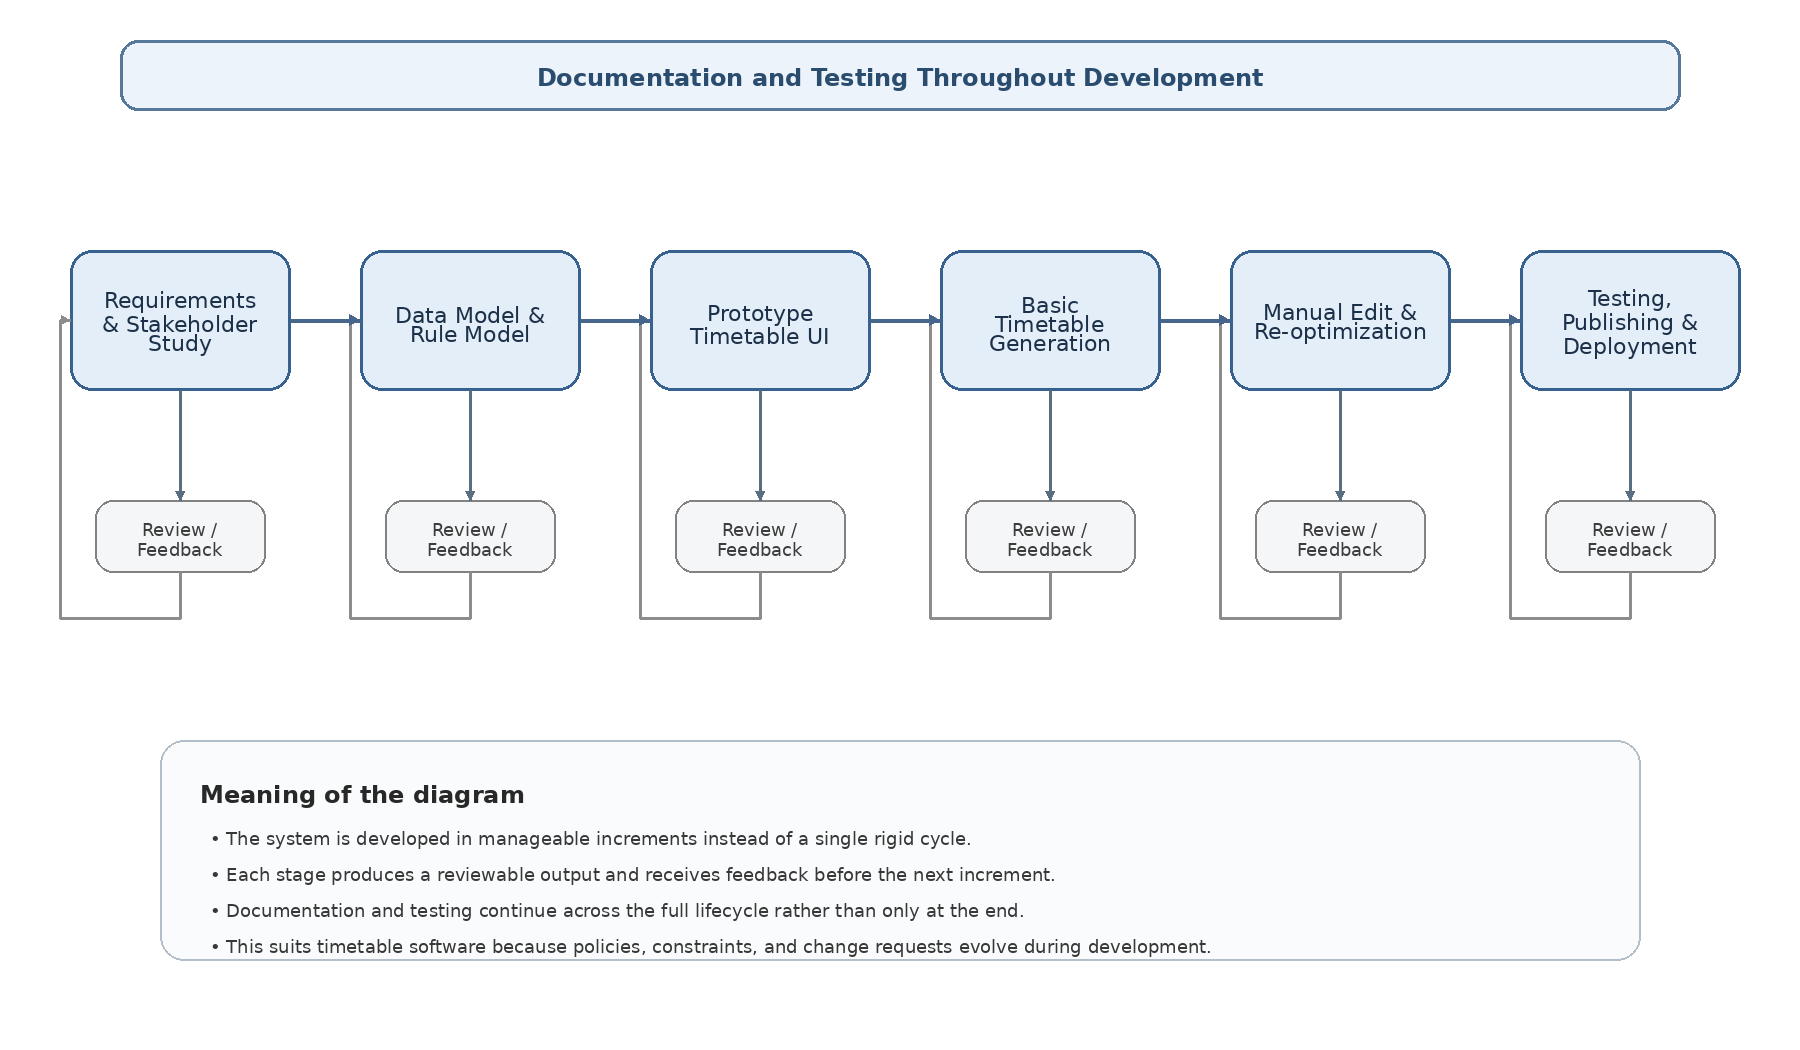 Documentation and Testing Throughout Development
Requirements
& Stakeholder
Study
Data Model &
Rule Model
Prototype
Timetable UI
Basic
Timetable
Generation
Manual Edit &
Re-optimization
Testing,
Publishing &
Deployment
Review /
Feedback
Review /
Feedback
Review /
Feedback
Review /
Feedback
Review /
Feedback
Review /
Feedback
Meaning of the diagram
• The system is developed in manageable increments instead of a single rigid cycle.
• Each stage produces a reviewable output and receives feedback before the next increment.
• Documentation and testing continue across the full lifecycle rather than only at the end.
• This suits timetable software because policies, constraints, and change requests evolve during development.